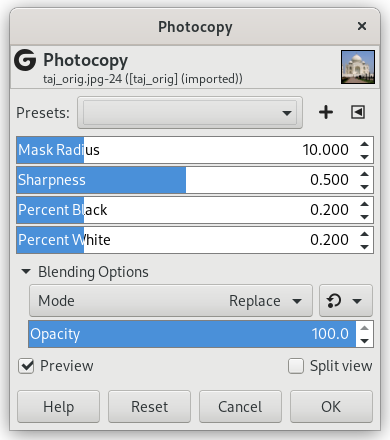 Photocopy
Photocopy
taj_orig.jpg-24 ([taj_orig] (imported))
Presets:
Mask Radius 10.000
Sharpness 0.500
Percent Black 0.200
Percent White 0.200
Blending Options
Mode Replace
Opacity 100.0
Preview Split view
Help Reset Cancel OK